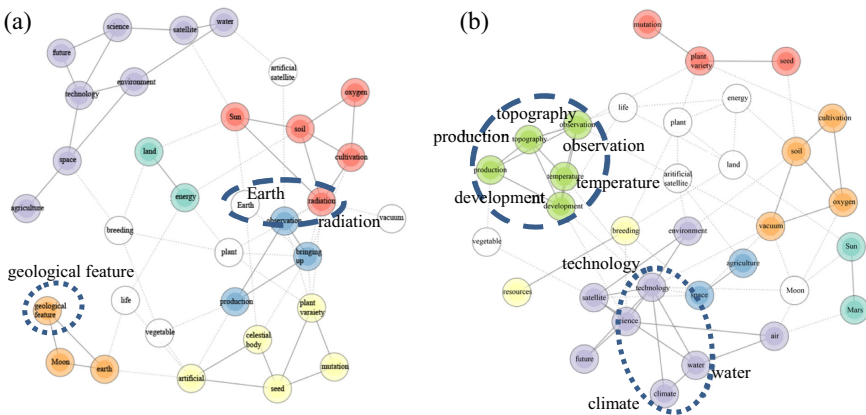 (a)
science
satellite
water
future
technology
environment
artificial
satellite
oxygen
Sun
soil
land
cultivation
space
energy
Earth
Earth
radiation
radiation
agriculture
observation
vacuum
breeding
plant
bringing
up
geological feature
life
production
geological
feature
plant
varaiety
vegetable
celestial
body
Moon
earth
artificial
seed
mutation
(b)
mutation
plant
variety
seed
energy
life
topography
plant
cultivation
observation
production
topography
observation
soil
production
land
temperature
aritificial
satellite
temperature
development
development
oxygen
vacuum
vegetable
breeding
environment
Sun
technology
agriculture
resources
technology
space
Moon
satellite
Mars
science
air
future
water
water
climate
climate